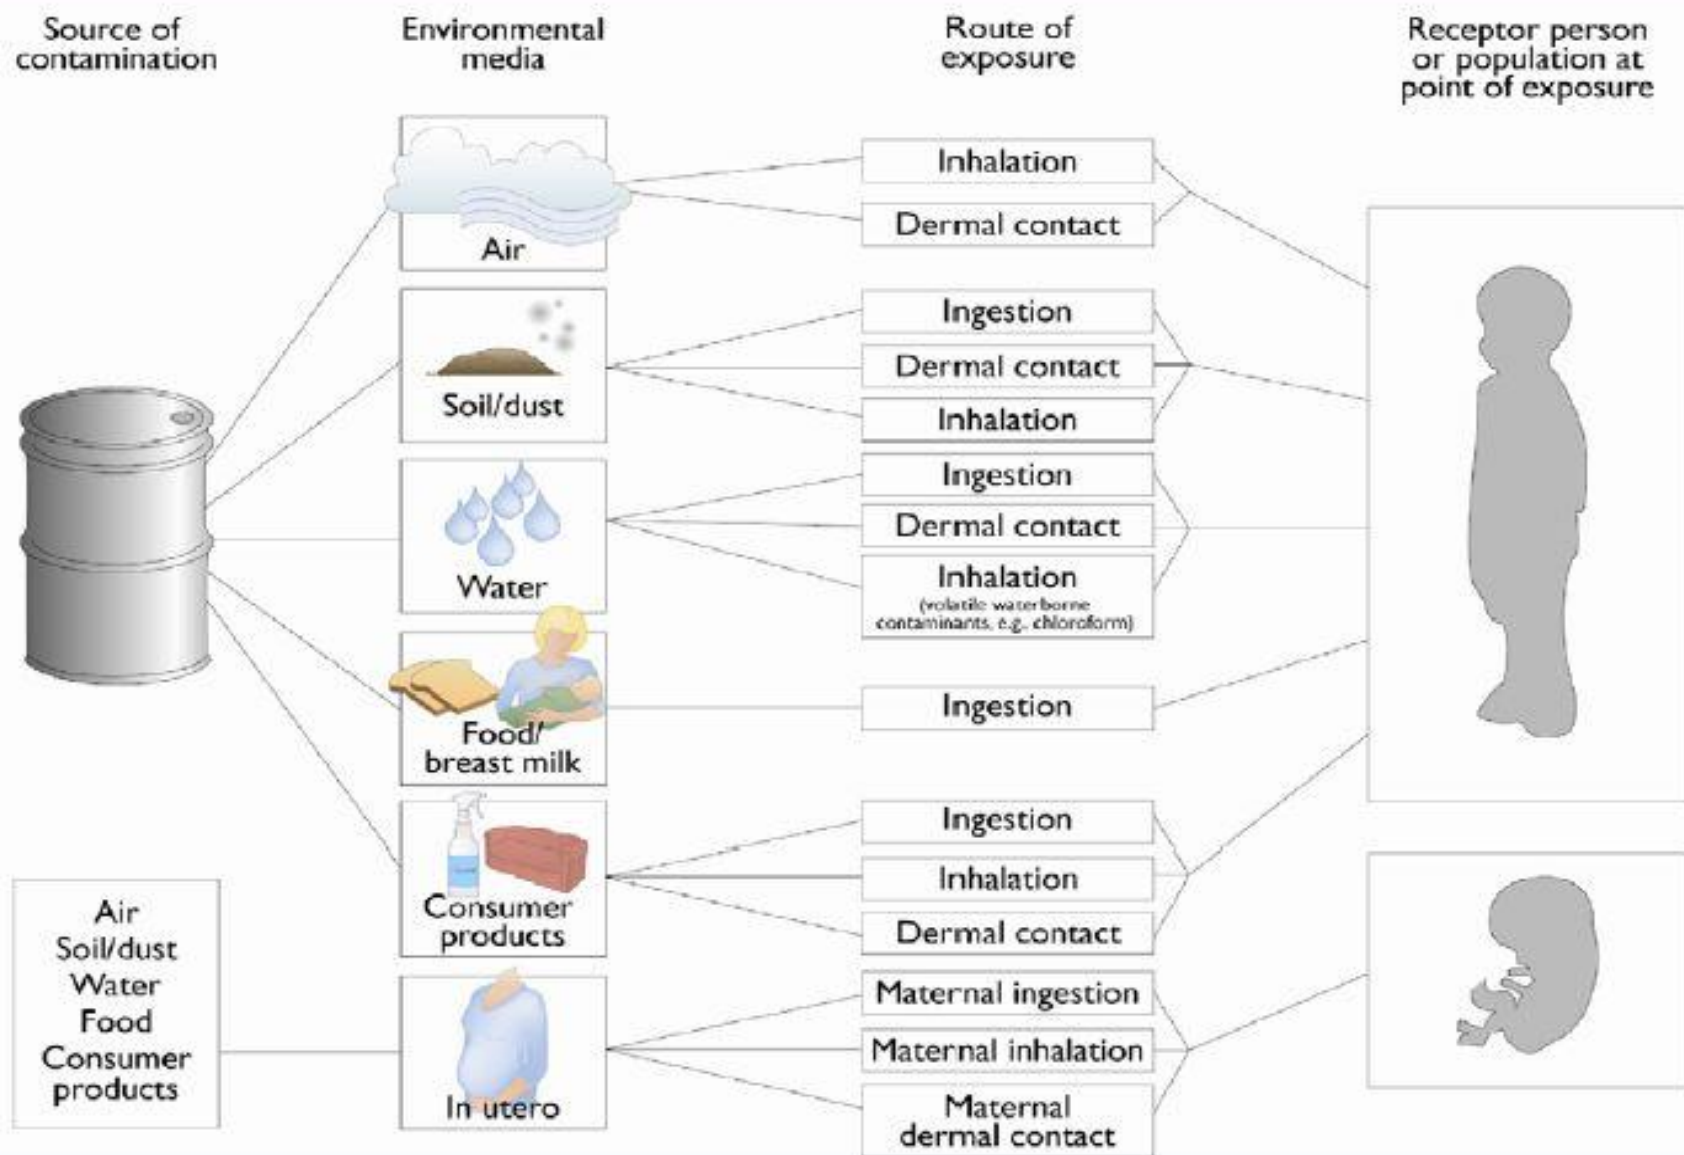 Source of
contamination
Environmental
media
Route of
exposure
Receptor person
or population at
point of exposure
Air
Inhalation
Dermal contact
Soil/dust
Ingestion
Dermal contact
Inhalation
Water
Ingestion
Dermal contact
Inhalation
(volatile waterborne
contaminants, e.g., chloroform)
Food/
breast milk
Ingestion
Consumer
products
Ingestion
Inhalation
Dermal contact
Air
Soil/dust
Water
Food
Consumer
products
In utero
Maternal ingestion
Maternal inhalation
Maternal
dermal contact